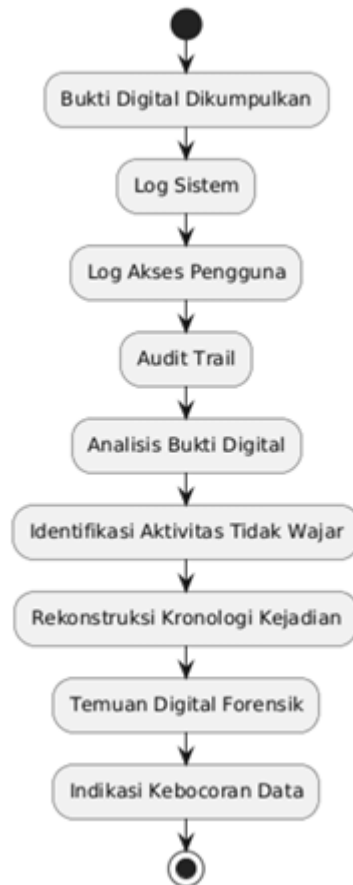 Bukti Digital Dikumpulkan
Log Sistem
Log Akses Pengguna
Audit Trail
Analisis Bukti Digital
Identifikasi Aktivitas Tidak Wajar
Rekonstruksi Kronologi Kejadian
Temuan Digital Forensik
Indikasi Kebocoran Data